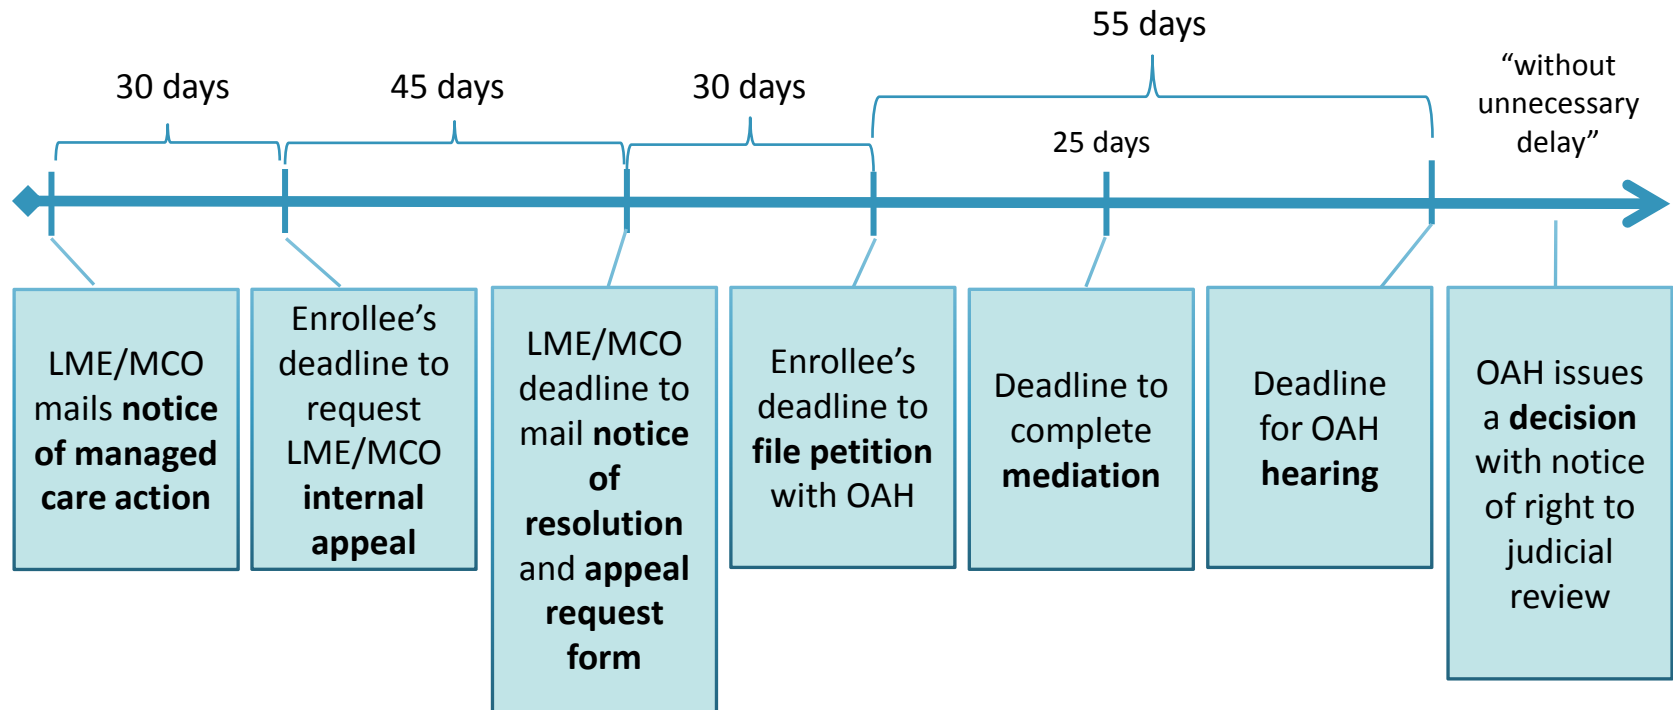 30 days
45 days
30 days
55 days
25 days
“without
unnecessary
delay”
LME/MCO
mails notice
of managed
care action
Enrollee’s
deadline to
request
LME/MCO
internal
appeal
LME/MCO
deadline to
mail notice
of
resolution
and appeal
request
form
Enrollee’s
deadline to
file petition
with OAH
Deadline to
complete
mediation
Deadline
for OAH
hearing
OAH issues
a decision
with notice
of right to
judicial
review